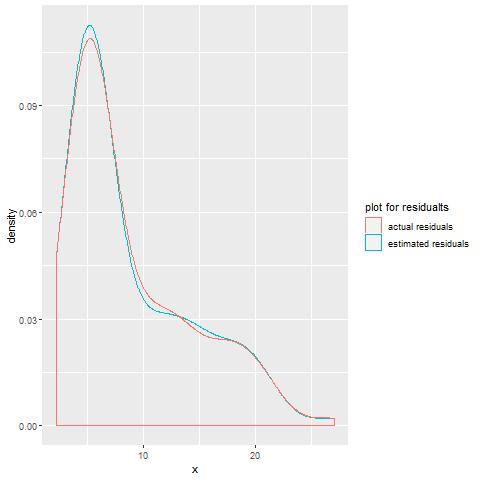 0.09
0.06
0.03
0.00
density
10
20
x
plot for residualts
actual residuals
estimated residuals